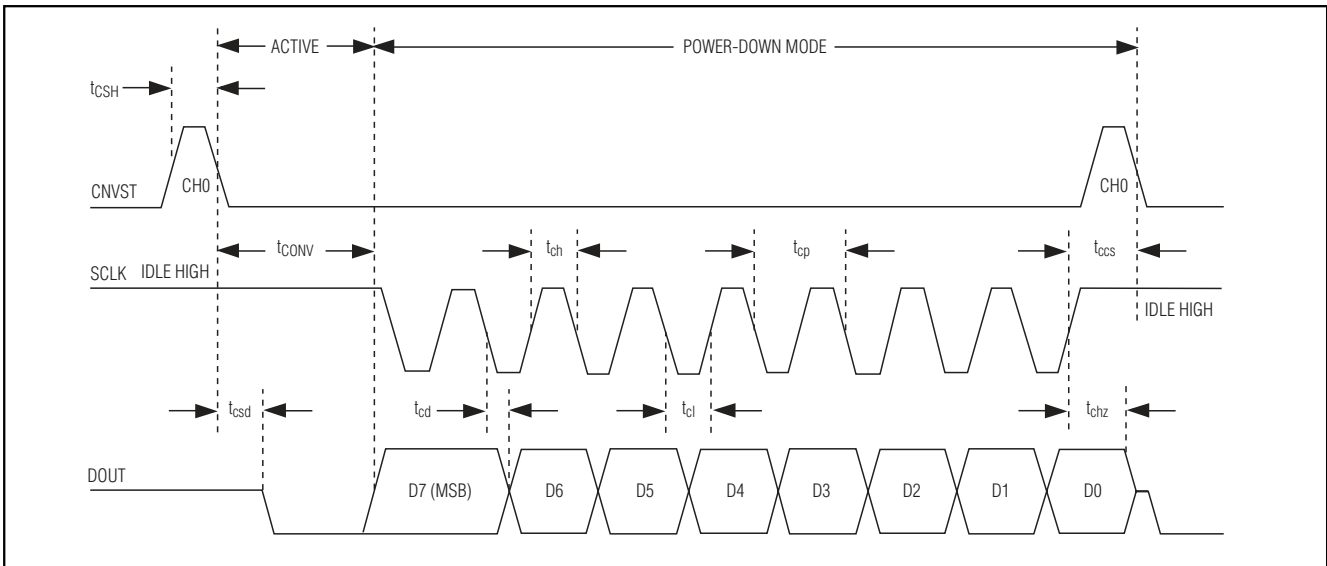 ACTIVE
POWER-DOWN MODE
tCSH
CH0
CH0
CNVST
tCONV
tch
tcp
tccs
SCLK IDLE HIGH
IDLE HIGH
tcsd
tcd
tcl
tchz
DOUT
D7 (MSB)
D6
D5
D4
D3
D2
D1
D0